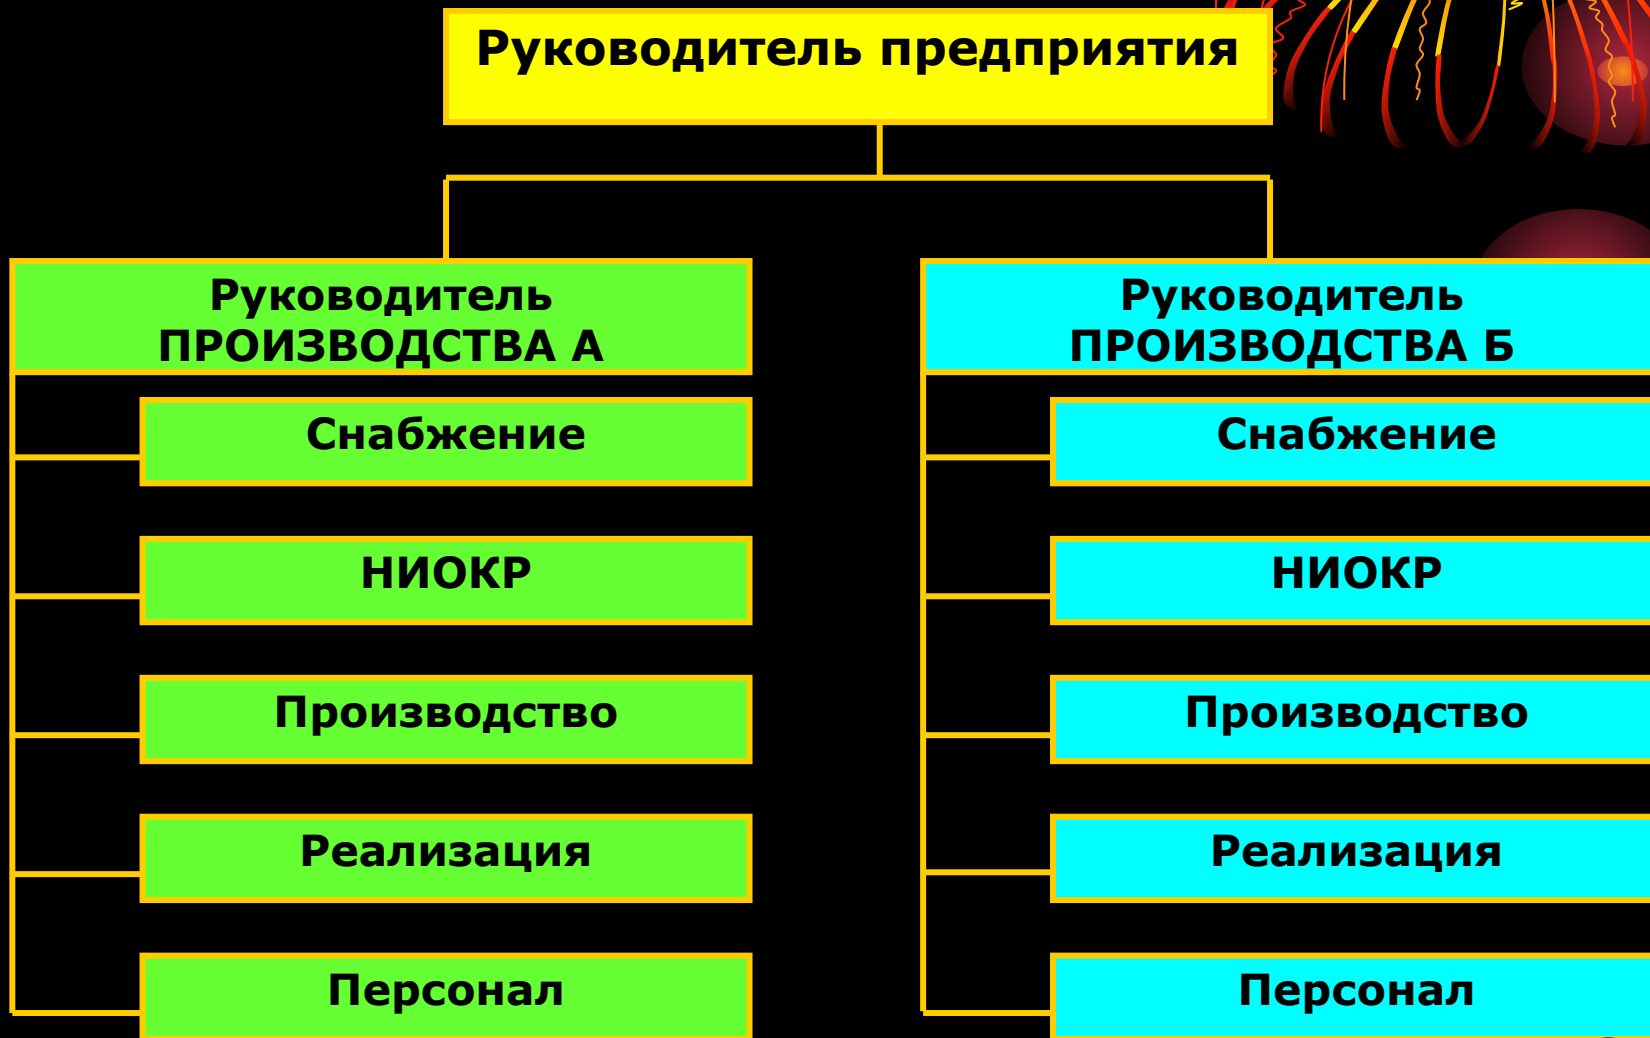 Руководитель предприятия
Руководитель
ПРОИЗВОДСТВА А
Снабжение
НИОКР
Производство
Реализация
Персонал
Руководитель
ПРОИЗВОДСТВА Б
Снабжение
НИОКР
Производство
Реализация
Персонал